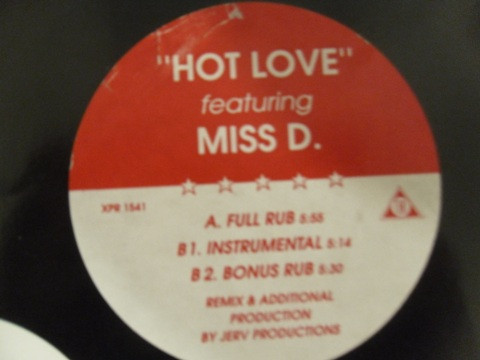 "HOT LOVE"
featuring
MISS D.
XPR 1641
A. FULL RUB 5:55
B1. INSTRUMENTAL 5:14
B2. BONUS RUB 5:30
REMIX & ADDITIONAL
PRODUCTION
BY JERV PRODUCTIONS